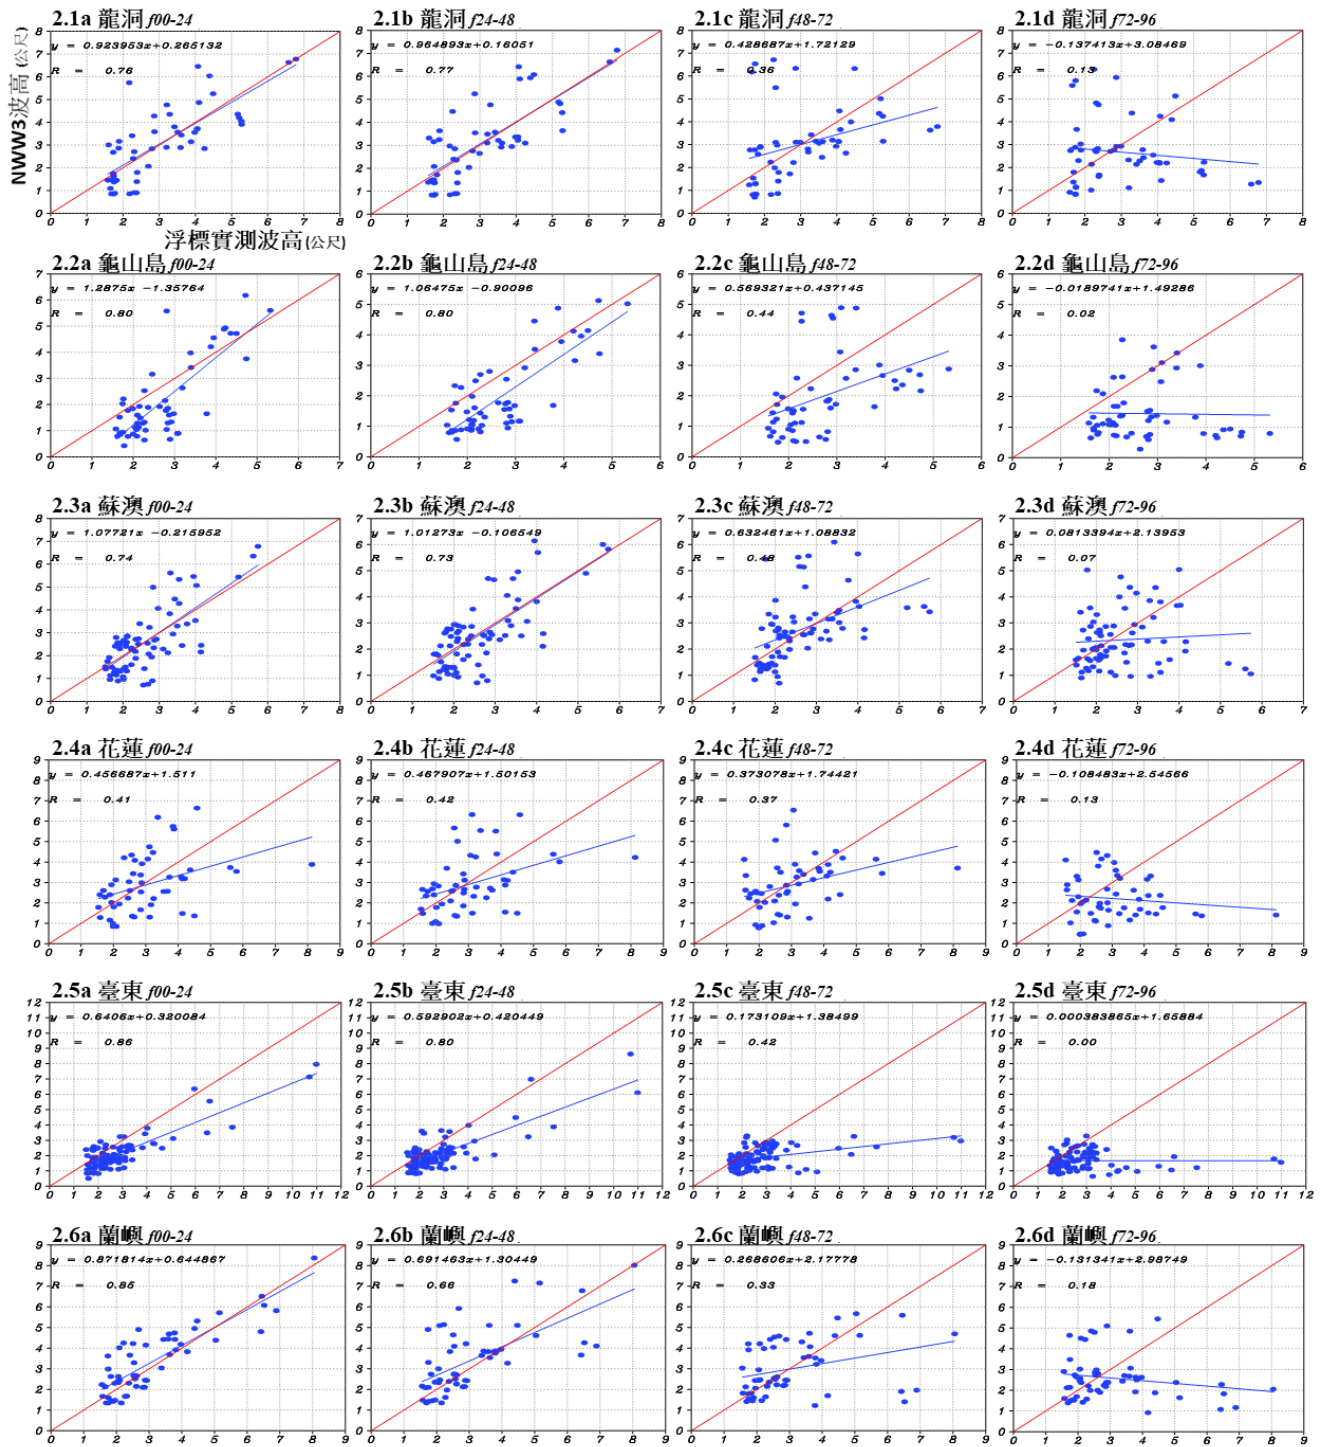 2.1a 龍洞 f00-24
y = 0.923953x+0.265132
R = 0.76
NWW3波高 (公尺)
浮標實測波高(公尺)
2.1b 龍洞 f24-48
y = 0.964893x+0.16051
R = 0.77
2.1c 龍洞 f48-72
y = 0.428687x+1.72129
R = 0.36
2.1d 龍洞 f72-96
y = -0.137413x+3.08469
R = 0.13
2.2a 龜山島 f00-24
y = 1.2875x -1.35764
R = 0.80
2.2b 龜山島 f24-48
y = 1.06475x -0.90096
R = 0.80
2.2c 龜山島 f48-72
y = 0.569321x+0.437145
R = 0.44
2.2d 龜山島 f72-96
y = -0.0189741x+1.49286
R = 0.02
2.3a 蘇澳 f00-24
y = 1.07721x -0.215952
R = 0.74
2.3b 蘇澳 f24-48
y = 1.01273x -0.106549
R = 0.73
2.3c 蘇澳 f48-72
y = 0.632461x+1.08832
R = 0.48
2.3d 蘇澳 f72-96
y = 0.0813394x+2.13953
R = 0.07
2.4a 花蓮 f00-24
y = 0.456687x+1.511
R = 0.41
2.4b 花蓮 f24-48
y = 0.467907x+1.50153
R = 0.42
2.4c 花蓮 f48-72
y = 0.373078x+1.74421
R = 0.37
2.4d 花蓮 f72-96
y = -0.108483x+2.54566
R = 0.13
2.5a 臺東 f00-24
y = 0.6406x+0.320084
R = 0.86
2.5b 臺東 f24-48
y = 0.592902x+0.420449
R = 0.80
2.5c 臺東 f48-72
y = 0.173109x+1.38499
R = 0.42
2.5d 臺東 f72-96
y = 0.000383865x+1.65884
R = 0.00
2.6a 蘭嶼 f00-24
y = 0.871814x+0.644867
R = 0.85
2.6b 蘭嶼 f24-48
y = 0.691463x+1.30449
R = 0.66
2.6c 蘭嶼 f48-72
y = 0.268606x+2.17778
R = 0.33
2.6d 蘭嶼 f72-96
y = -0.131341x+2.98749
R = 0.18